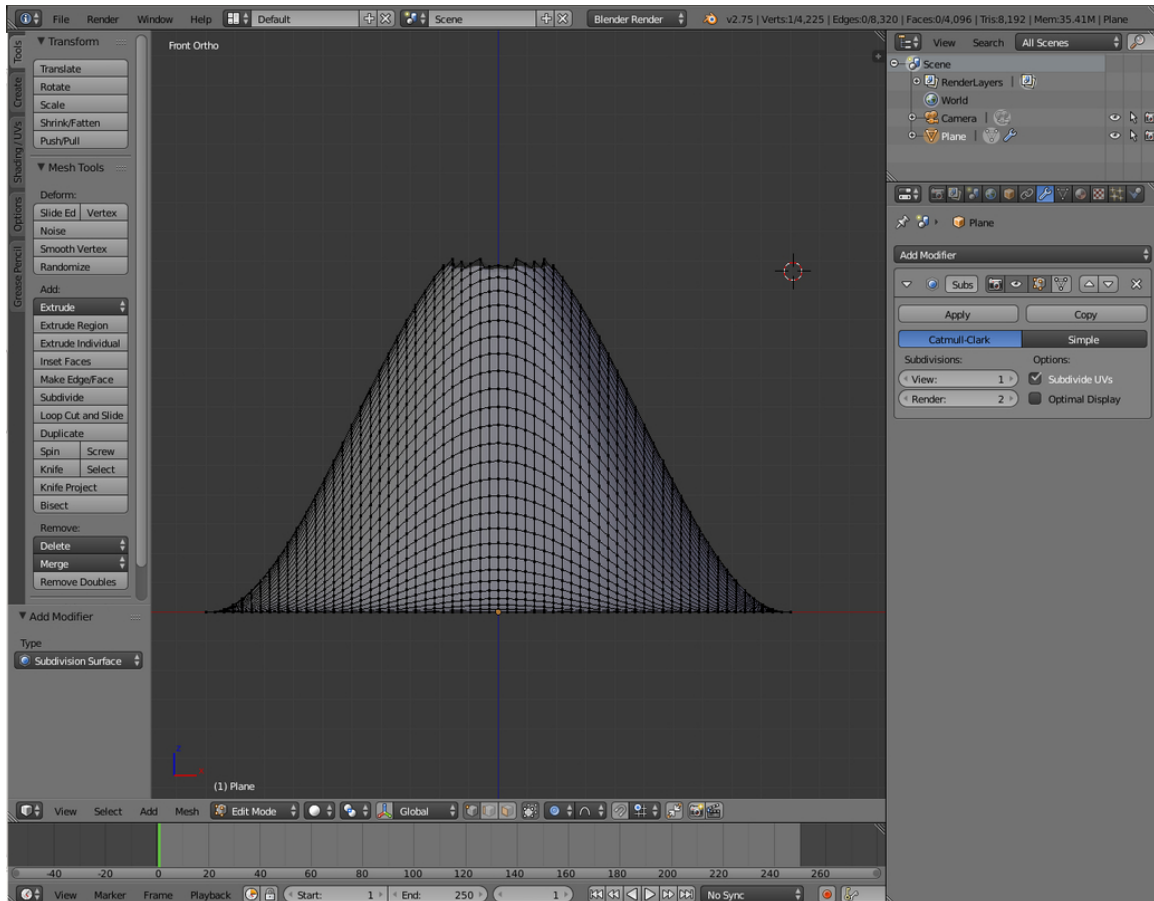 File Render Window Help Default Scene Blender Render v2.75 | Verts:1/4,225 | Edges:0/8,320 | Faces:0/4,096 | Tris:8,192 | Mem:35.41M | Plane
Tools
Create
Shading / UVs
Options
Grease Pencil
Transform
Translate
Rotate
Scale
Shrink/Fatten
Push/Pull
Mesh Tools
Deform:
Slide Ed Vertex
Noise
Smooth Vertex
Randomize
Add:
Extrude
Extrude Region
Extrude Individual
Inset Faces
Make Edge/Face
Subdivide
Loop Cut and Slide
Duplicate
Spin Screw
Knife Select
Knife Project
Bisect
Remove:
Delete
Merge
Remove Doubles
Add Modifier
Type
Subdivision Surface
Front Ortho
z
x
(1) Plane
View Select Add Mesh Edit Mode Global
-40 -20 0 20 40 60 80 100 120 140 160 180 200 220 240 260
View Marker Frame Playback Start: 1 End: 250 1 No Sync
View Search All Scenes
Scene
RenderLayers |
World
Camera |
Plane |
Plane
Add Modifier
Subs
Apply Copy
Catmull-Clark Simple
Subdivisions: Options:
View: 1 Subdivide UVs
Render: 2 Optimal Display